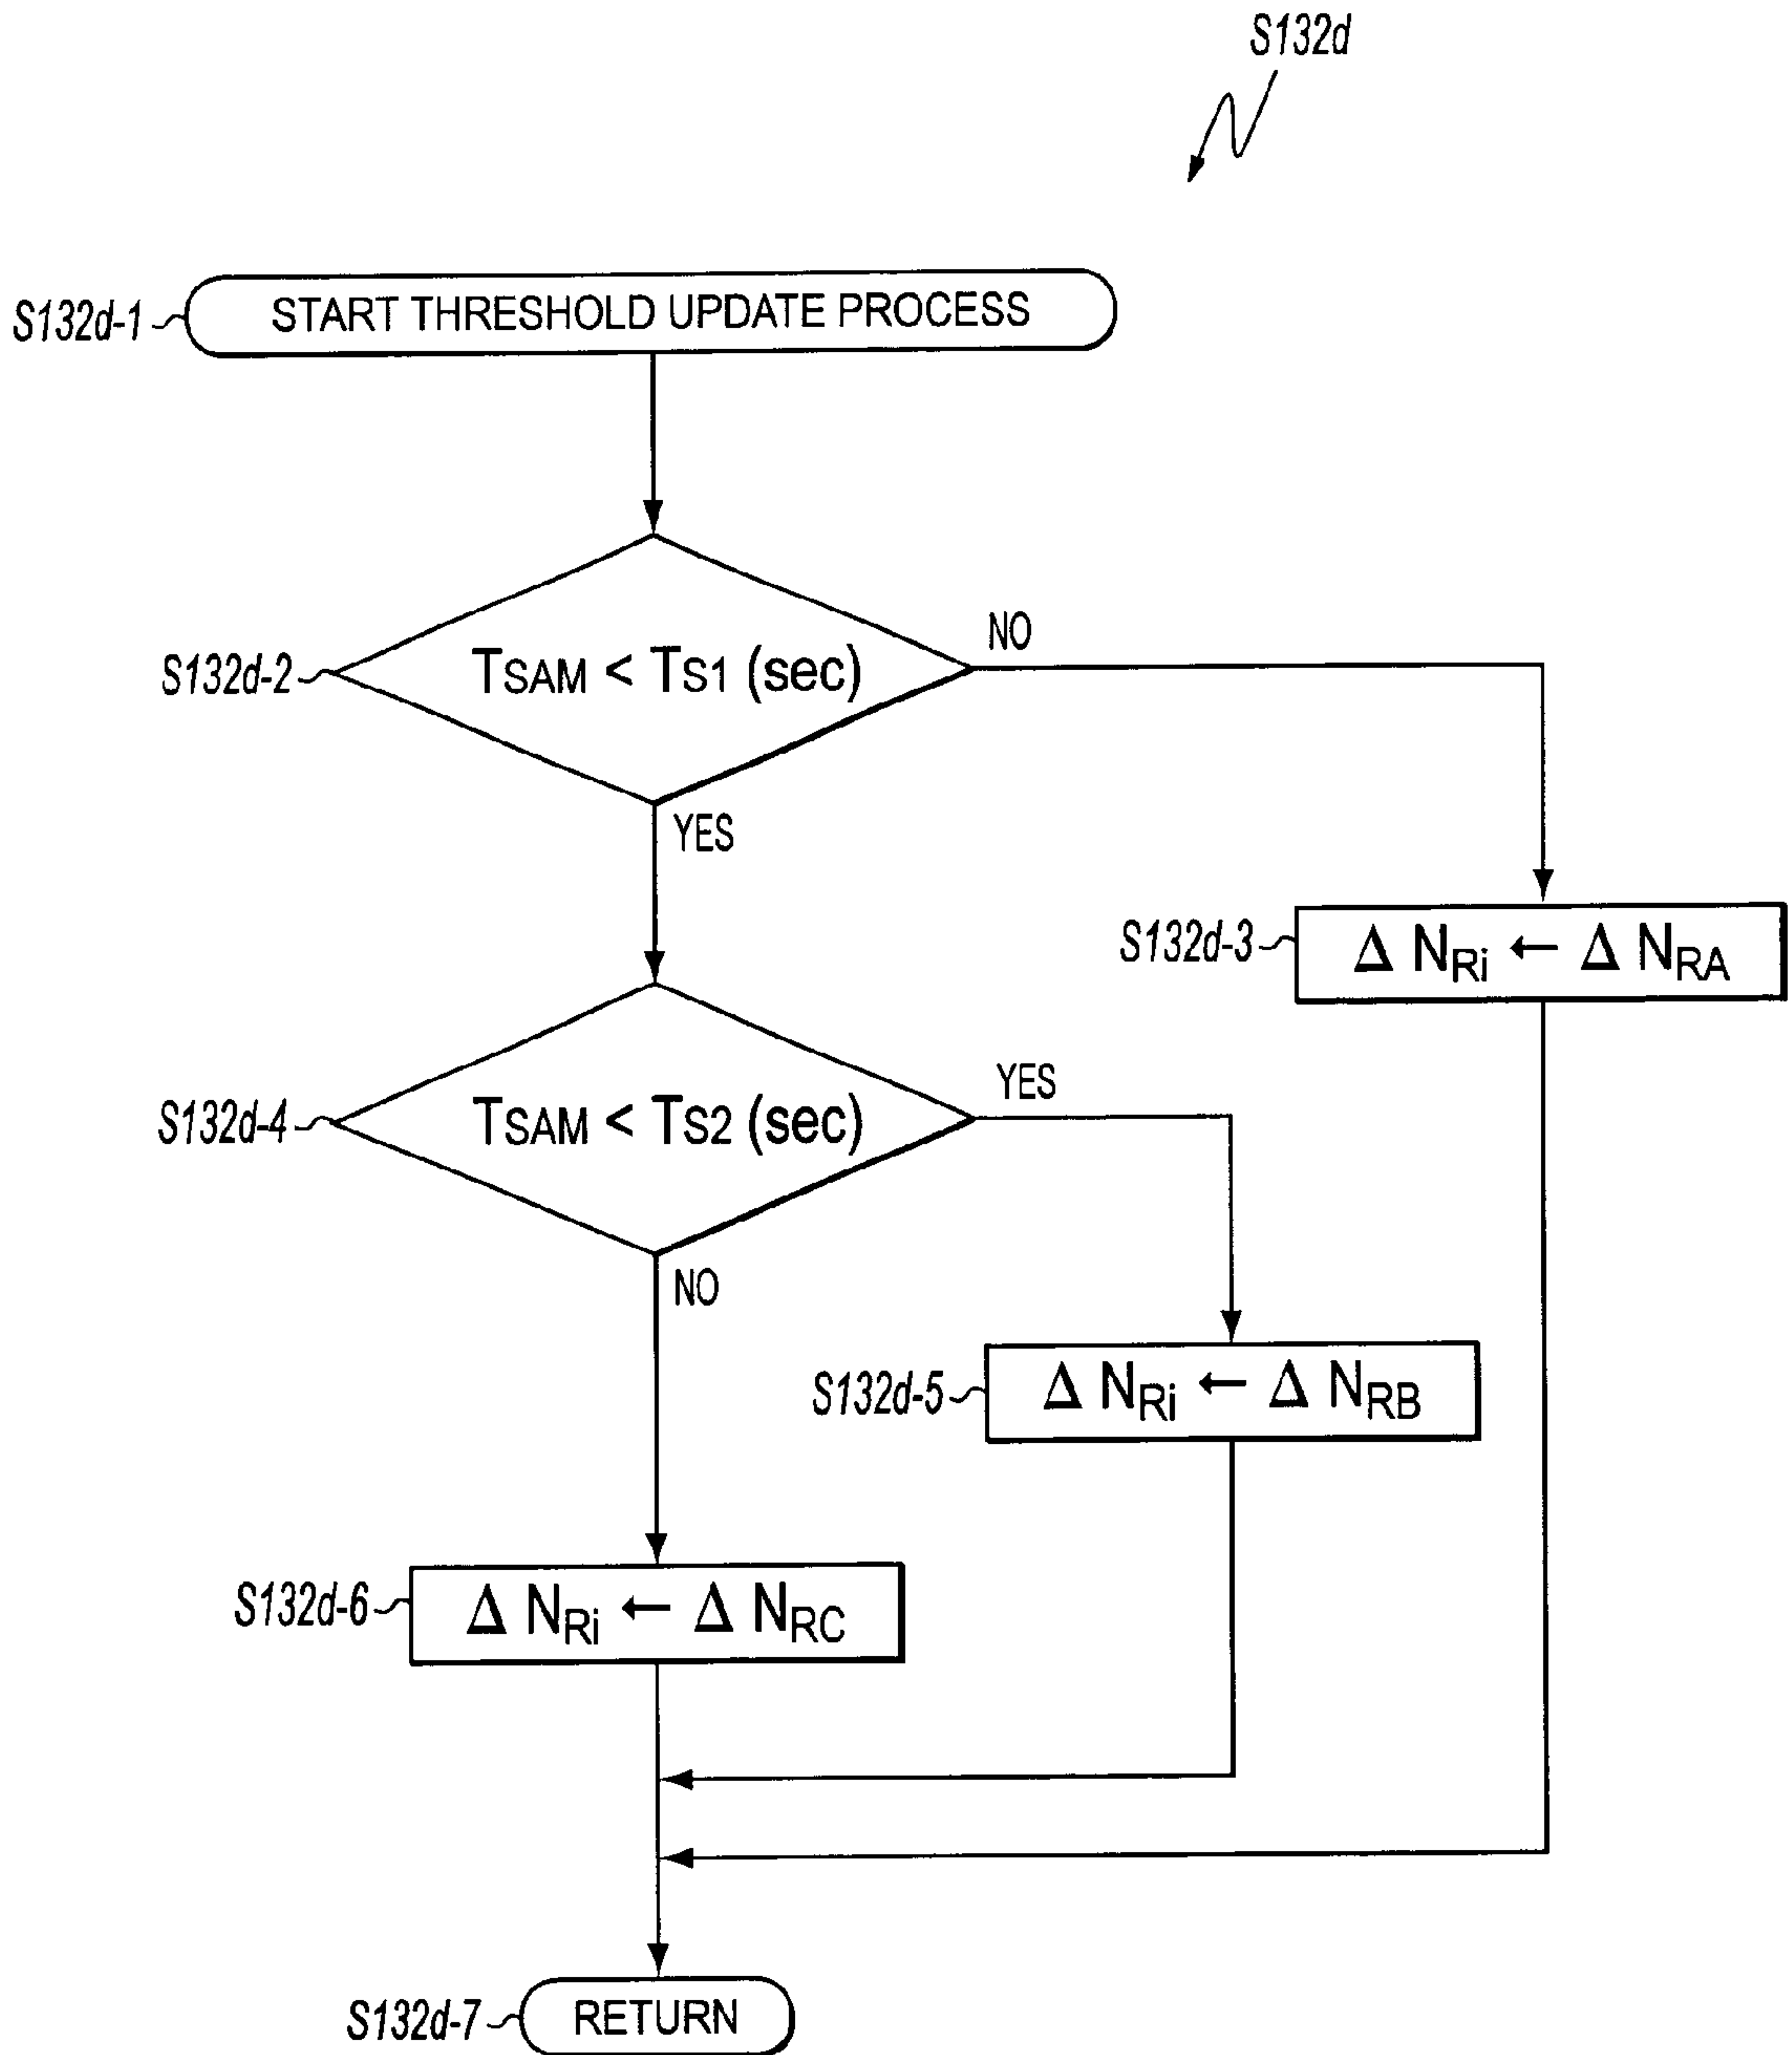 S132d
S132d-1
START THRESHOLD UPDATE PROCESS
S132d-2
TSAM < TS1 (sec)
NO
YES
S132d-3
Δ NRi ← Δ NRA
S132d-4
TSAM < TS2 (sec)
YES
NO
S132d-5
Δ NRi ← Δ NRB
S132d-6
Δ NRi ← Δ NRC
S132d-7
RETURN